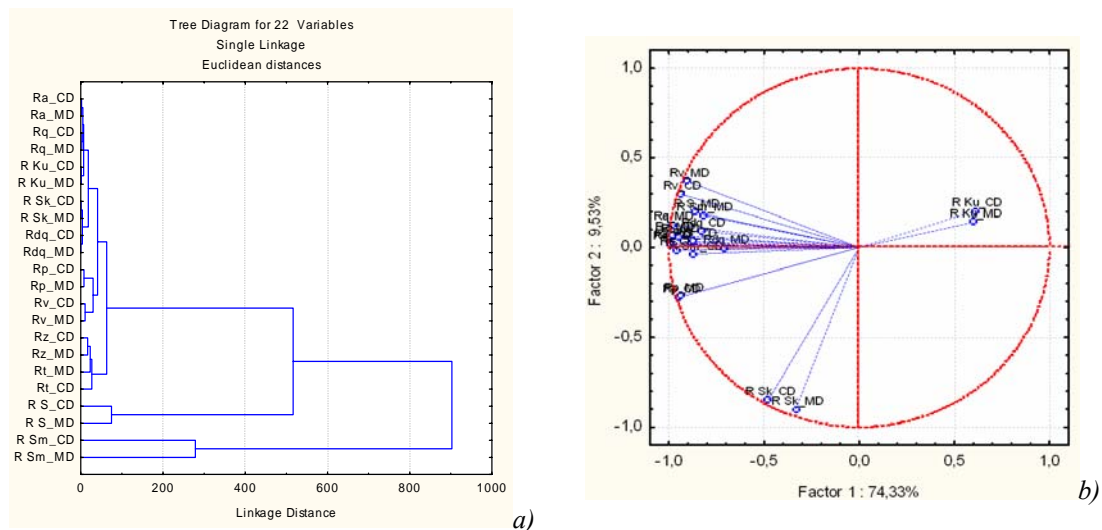 Tree Diagram for 22 Variables
Single Linkage
Euclidean distances
Ra_CD
Ra_MD
Rq_CD
Rq_MD
R Ku_CD
R Ku_MD
R Sk_CD
R Sk_MD
Rdq_CD
Rdq_MD
Rp_CD
Rp_MD
Rv_CD
Rv_MD
Rz_CD
Rz_MD
Rt_MD
Rt_CD
R S_CD
R S_MD
R Sm_CD
R Sm_MD
0 200 400 600 800 1000
Linkage Distance
a)
1,0
0,5
0,0
-0,5
-1,0
Factor 2 : 9,53%
Rv_MD
Rv_CD
R S_MD
R Ku_CD
R Ku_MD
Rdq_MD
R Sk_CD
R Sk_MD
-1,0 -0,5 0,0 0,5 1,0
Factor 1 : 74,33%
b)